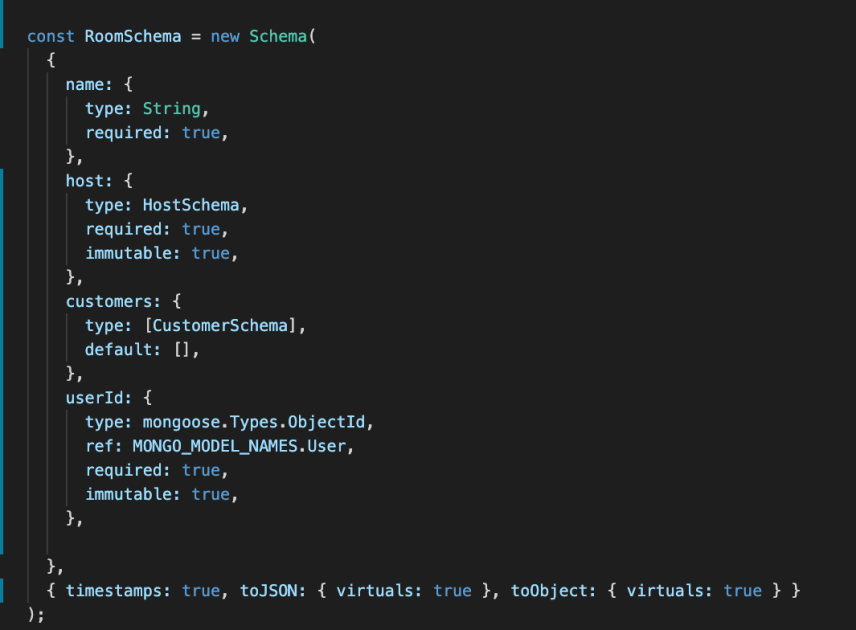 const RoomSchema = new Schema(
  {
    name: {
      type: String,
      required: true,
    },
    host: {
      type: HostSchema,
      required: true,
      immutable: true,
    },
    customers: {
      type: [CustomerSchema],
      default: [],
    },
    userId: {
      type: mongoose.Types.ObjectId,
      ref: MONGO_MODEL_NAMES.User,
      required: true,
      immutable: true,
    },

  },
  { timestamps: true, toJSON: { virtuals: true }, toObject: { virtuals: true } }
);